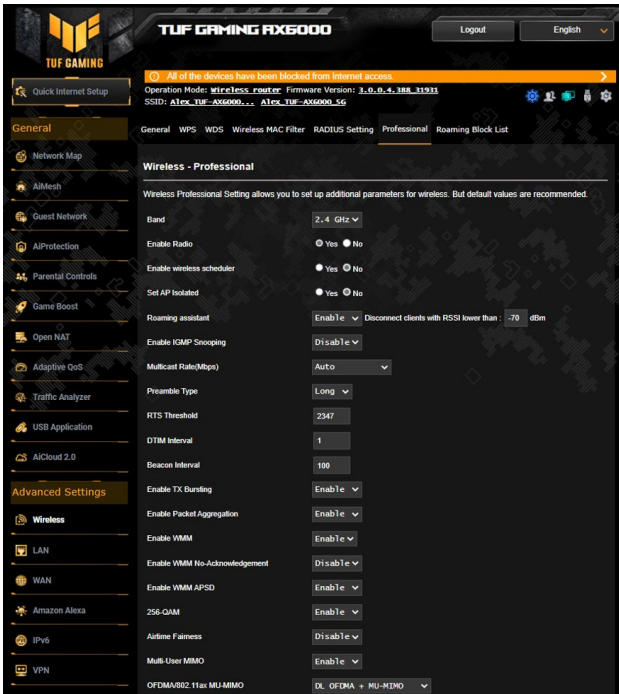 TUF GAMING
TUF GAMING AX6000
Logout
English
All of the devices have been blocked from Internet access.
Quick Internet Setup
Operation Mode: Wireless router Firmware Version: 3.0.0.4.388_31931
SSID: Alex_TUF-AX6000... Alex_TUF-AX6000_5G
General
Network Map
AiMesh
Guest Network
AiProtection
Parental Controls
Game Boost
Open NAT
Adaptive QoS
Traffic Analyzer
USB Application
AiCloud 2.0
Advanced Settings
Wireless
LAN
WAN
Amazon Alexa
IPv6
VPN
General WPS WDS Wireless MAC Filter RADIUS Setting Professional Roaming Block List
Wireless - Professional
Wireless Professional Setting allows you to set up additional parameters for wireless. But default values are recommended.
Band 2.4 GHz
Enable Radio Yes No
Enable wireless scheduler Yes No
Set AP Isolated Yes No
Roaming assistant Enable Disconnect clients with RSSI lower than : -70 dBm
Enable IGMP Snooping Disable
Multicast Rate(Mbps) Auto
Preamble Type Long
RTS Threshold 2347
DTIM Interval 1
Beacon Interval 100
Enable TX Bursting Enable
Enable Packet Aggregation Enable
Enable WMM Enable
Enable WMM No-Acknowledgement Disable
Enable WMM APSD Enable
256-QAM Enable
Airtime Fairness Disable
Multi-User MIMO Enable
OFDMA/802.11ax MU-MIMO DL OFDMA + MU-MIMO